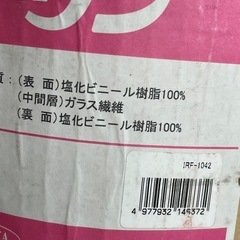 質：(表 面)塩化ビニール樹脂100%
(中間層)ガラス繊維
(裏 面)塩化ビニール樹脂100%
IRF-1042
4 977932 145372